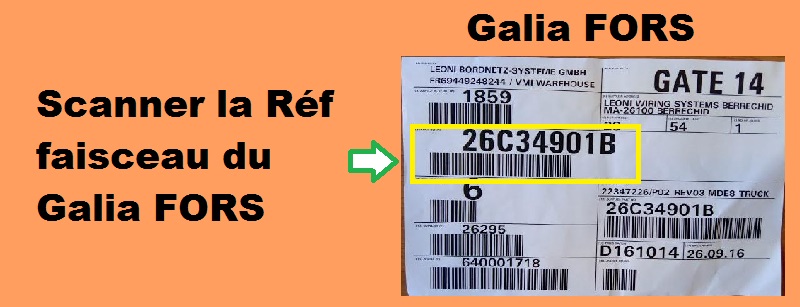 Galia FORS
Scanner la Réf
faisceau du
Galia FORS
LEONI BORDNETZ-SYSTEME GMBH
FR69449248244 / VMI WAREHOUSE
1859
GATE 14
LEONI WIRING SYSTEMS BERRECHID
MA-26100 BERRECHID
54
1
26C34901B
6
22347226/P02 REV03 MDE8 TRUCK
26C34901B
26295
D161014
26.09.16
640001718